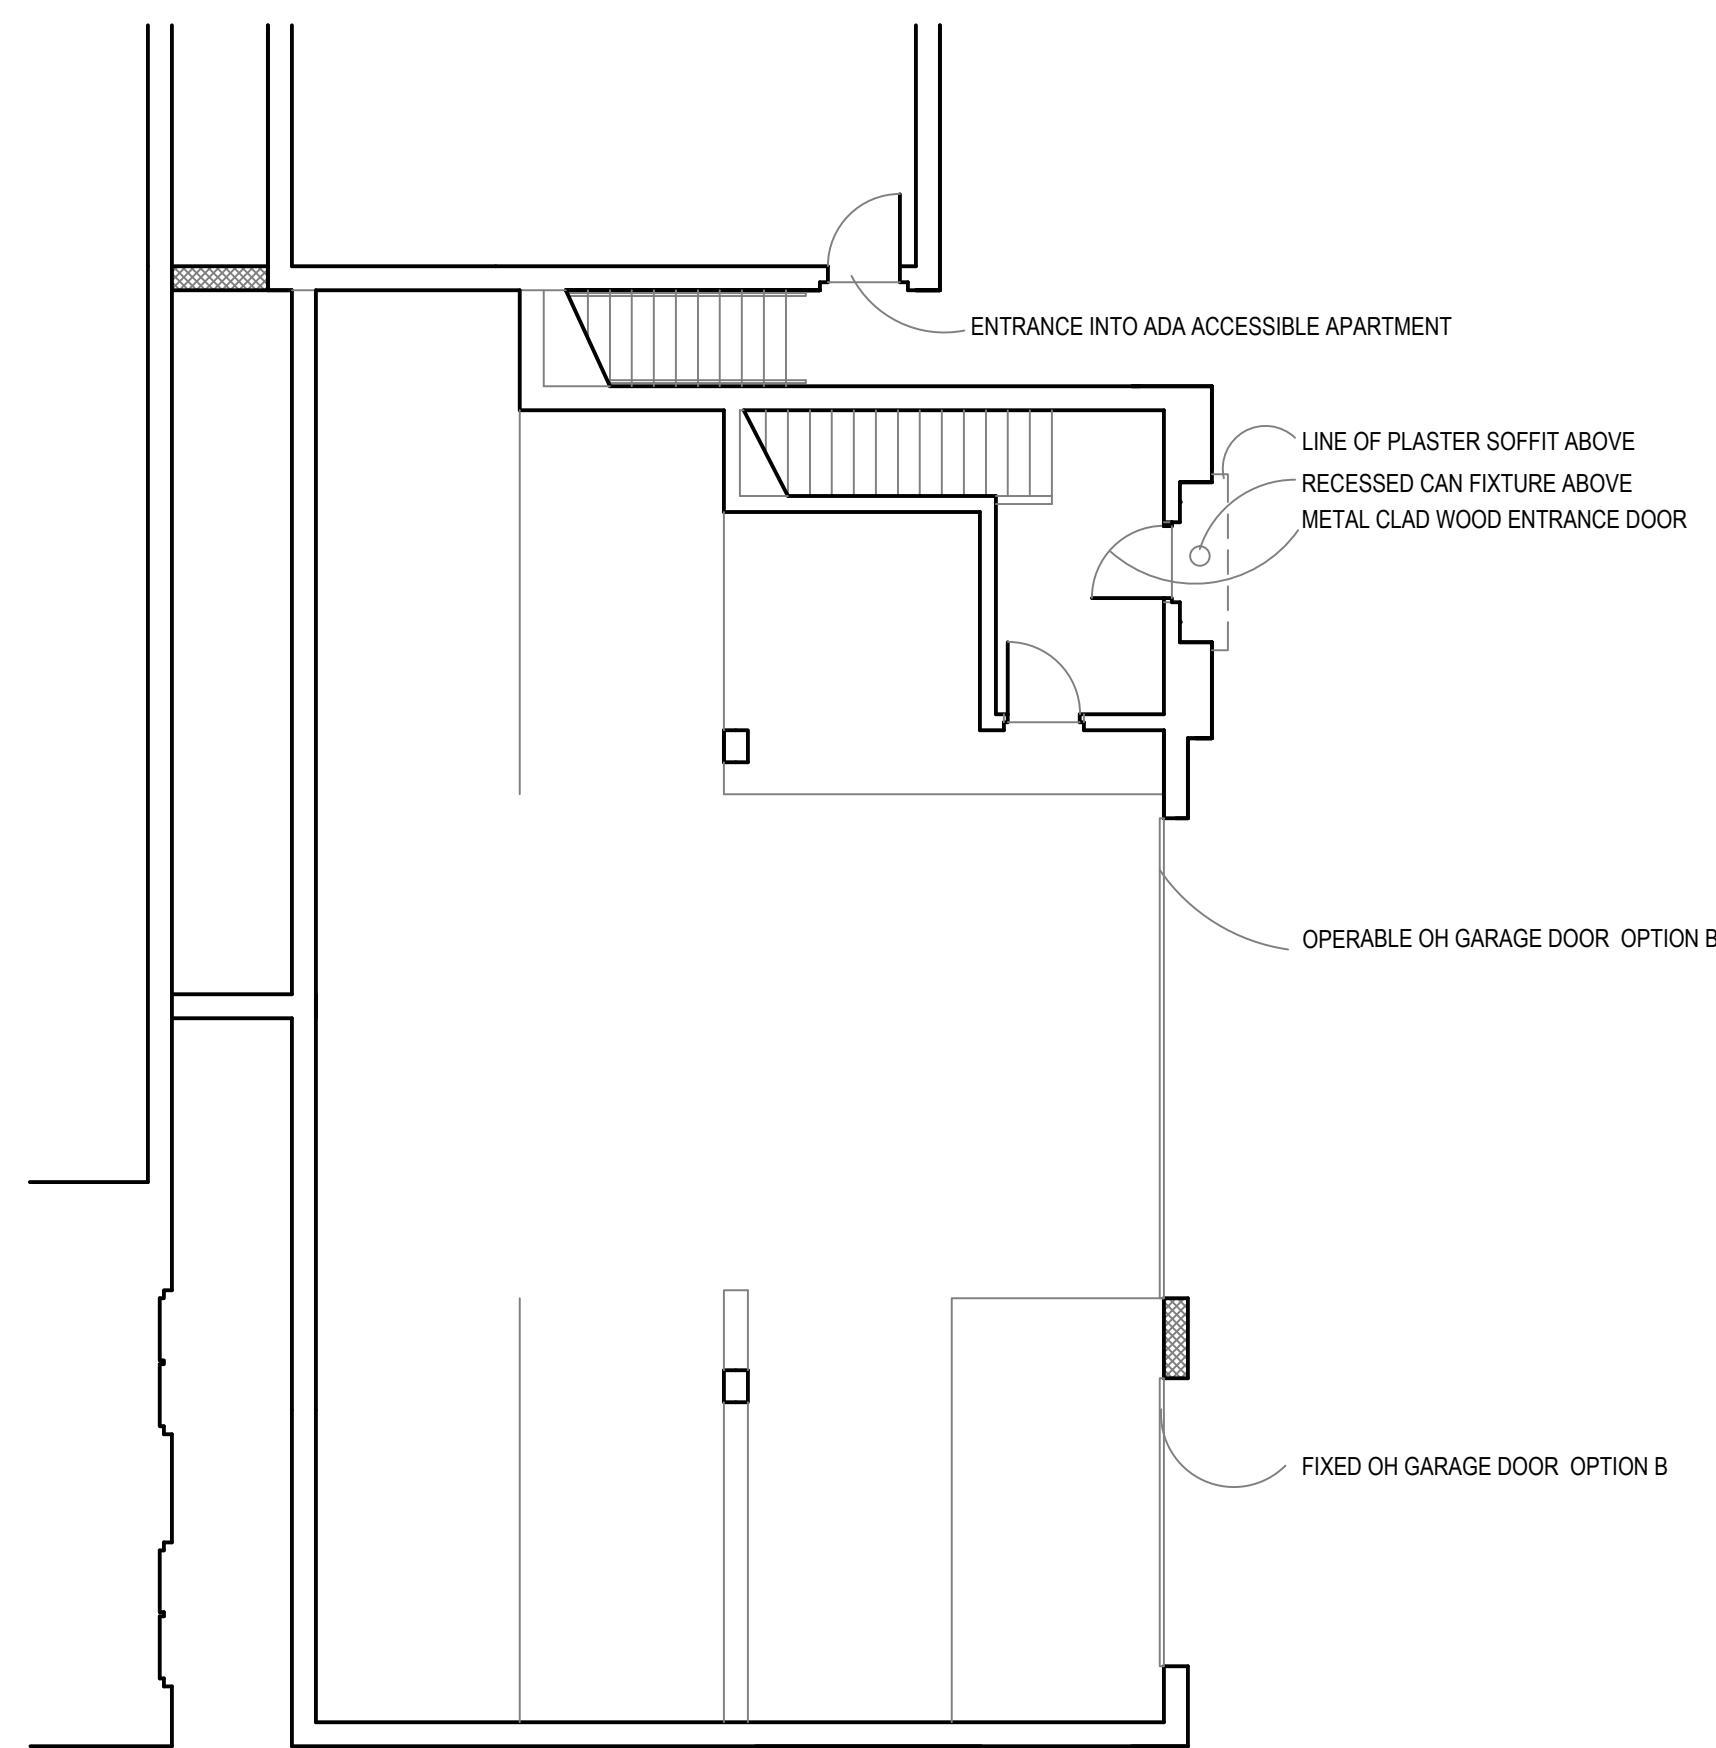 ENTRANCE INTO ADA ACCESSIBLE APARTMENT
LINE OF PLASTER SOFFIT ABOVE
RECESSED CAN FIXTURE ABOVE
METAL CLAD WOOD ENTRANCE DOOR
OPERABLE OH GARAGE DOOR OPTION B
FIXED OH GARAGE DOOR OPTION B